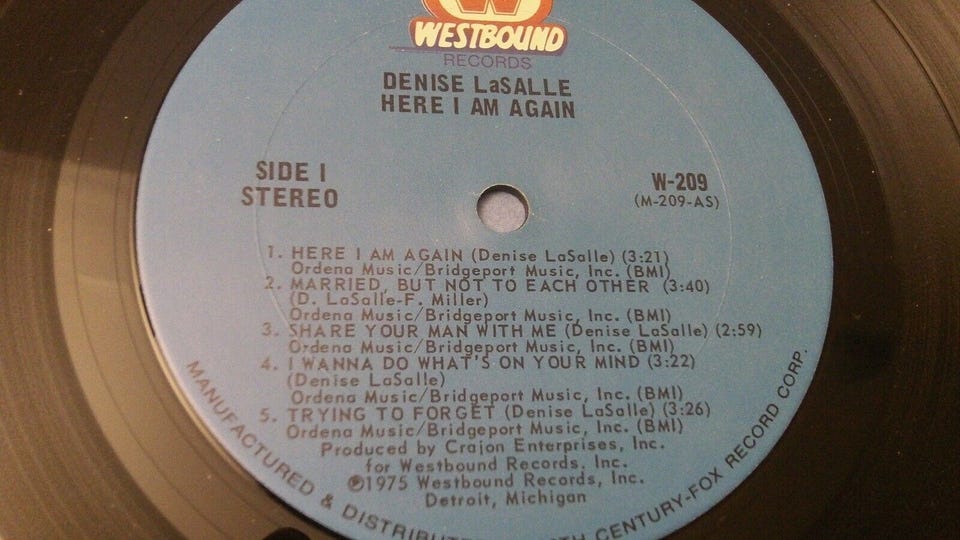 W
WESTBOUND
RECORDS
DENISE LaSALLE
HERE I AM AGAIN
SIDE 1
STEREO
W-209
(M-209-AS)
1. HERE I AM AGAIN (Denise LaSalle) (3:21)
Ordena Music/Bridgeport Music, Inc. (BMI)
2. MARRIED, BUT NOT TO EACH OTHER (3:40)
(D. LaSalle-F. Miller)
Ordena Music/Bridgeport Music, Inc. (BMI)
3. SHARE YOUR MAN WITH ME (Denise LaSalle) (2:59)
Ordena Music/Bridgeport Music, Inc. (BMI)
4. I WANNA DO WHAT'S ON YOUR MIND (3:22)
(Denise LaSalle)
Ordena Music/Bridgeport Music, Inc. (BMI)
5. TRYING TO FORGET (Denise LaSalle) (3:26)
Ordena Music/Bridgeport Music, Inc. (BMI)
Produced by Crajon Enterprises, Inc.
for Westbound Records, Inc.
℗1975 Westbound Records, Inc.
Detroit, Michigan
MANUFACTURED & CENTURY-FOX RECORD CORP.